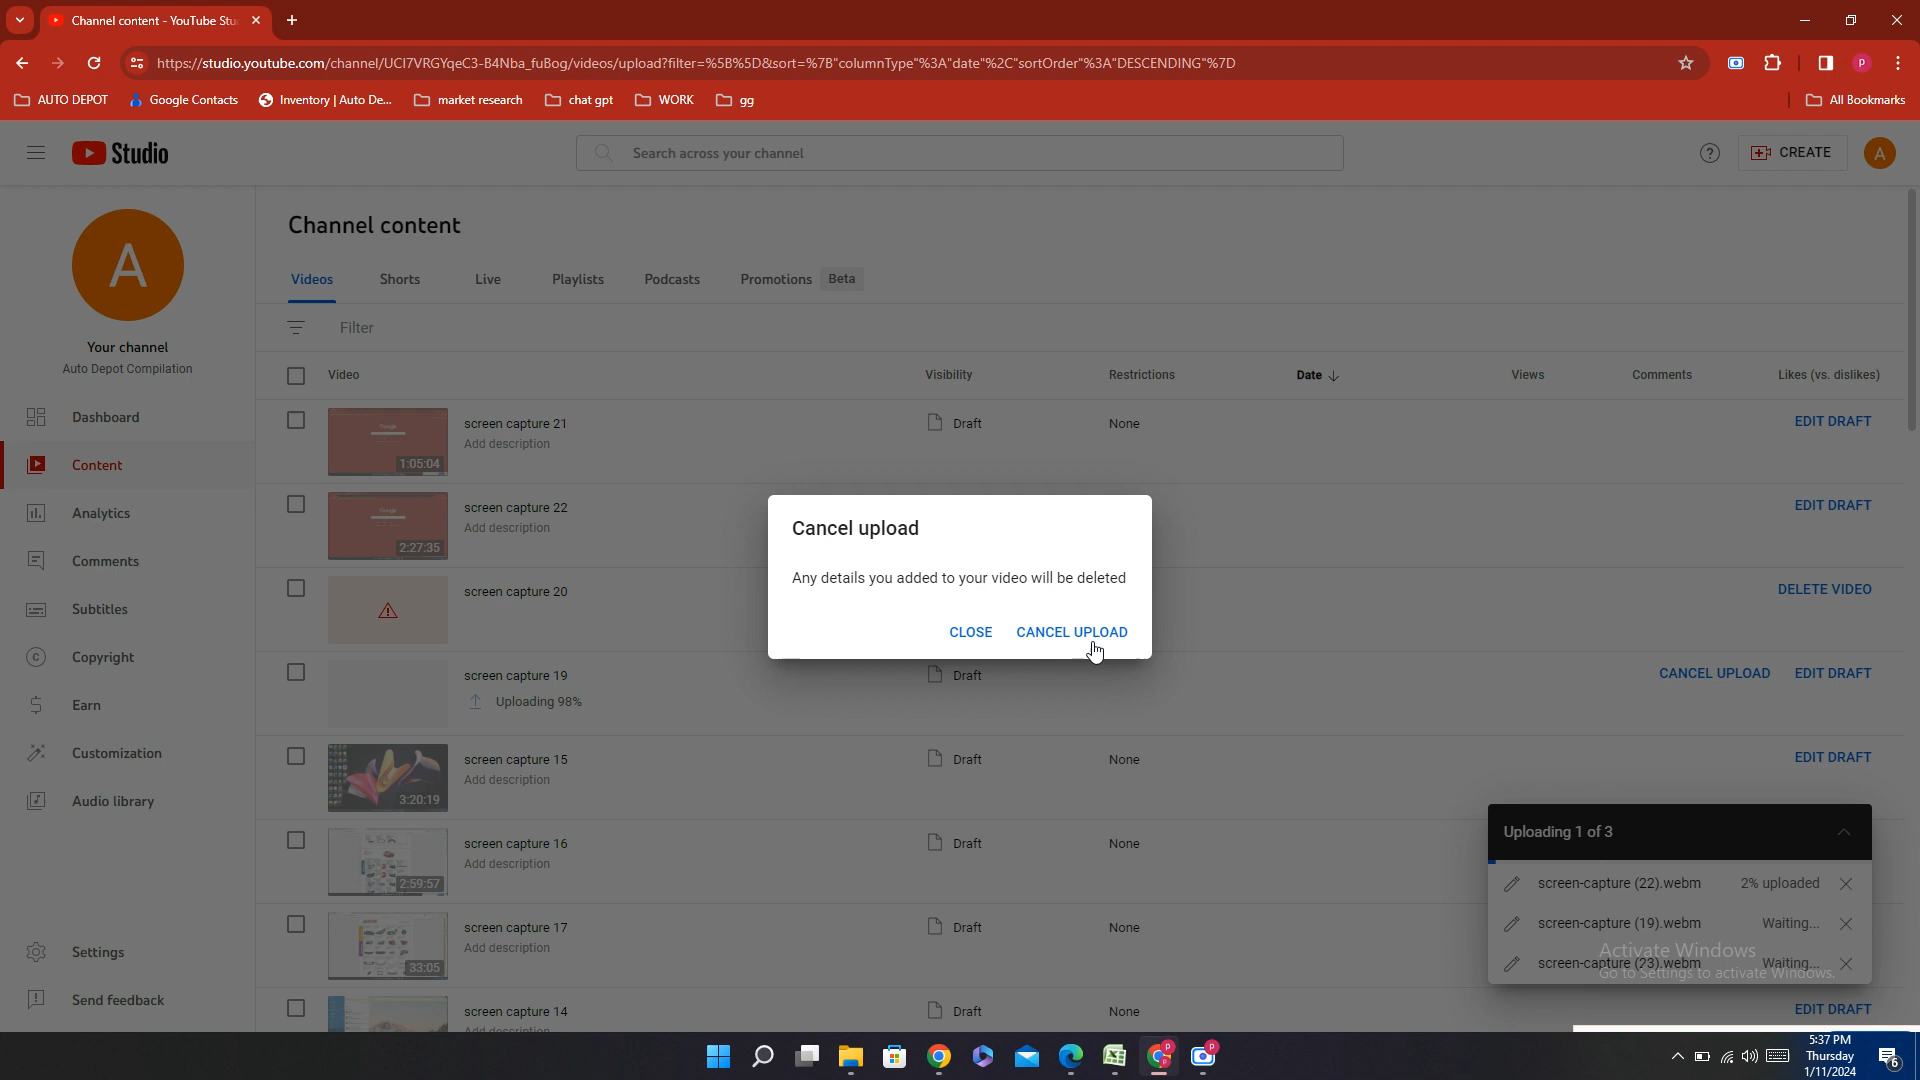 Channel content - YouTube Stu
https://studio.youtube.com/channel/UCI7VRGYqeC3-B4Nba_fuBog/videos/upload?filter=%5B%5D&sort=%7B"columnType"%3A"date"%2C"sortOrder"%3A"DESCENDING"%7D
P
AUTO DEPOT
Google Contacts
Inventory | Auto De...
market research
chat gpt
WORK
gg
All Bookmarks
Studio
Search across your channel
CREATE
A
A
Your channel
Auto Depot Compilation
Dashboard
Content
Analytics
Comments
Subtitles
Copyright
Earn
Customization
Audio library
Settings
Send feedback
Channel content
Videos
Shorts
Live
Playlists
Podcasts
Promotions Beta
Filter
Video Visibility Restrictions Date Views Comments Likes (vs. dislikes)
screen capture 21 Draft None EDIT DRAFT
Add description
1:05:04
screen capture 22 EDIT DRAFT
Add description
2:27:35
screen capture 20 DELETE VIDEO
screen capture 19 Draft CANCEL UPLOAD EDIT DRAFT
Uploading 98%
screen capture 15 Draft None EDIT DRAFT
Add description
3:20:19
screen capture 16 Draft None
Add description
2:59:57
screen capture 17 Draft None
Add description
33:05
screen capture 14 Draft None EDIT DRAFT
Add description
Cancel upload
Any details you added to your video will be deleted
CLOSE CANCEL UPLOAD
Uploading 1 of 3
screen-capture (22).webm 2% uploaded
screen-capture (19).webm Waiting...
screen-capture (23).webm Waiting...
Activate Windows
Go to Settings to activate Windows.
5:37 PM
Thursday
1/11/2024
6